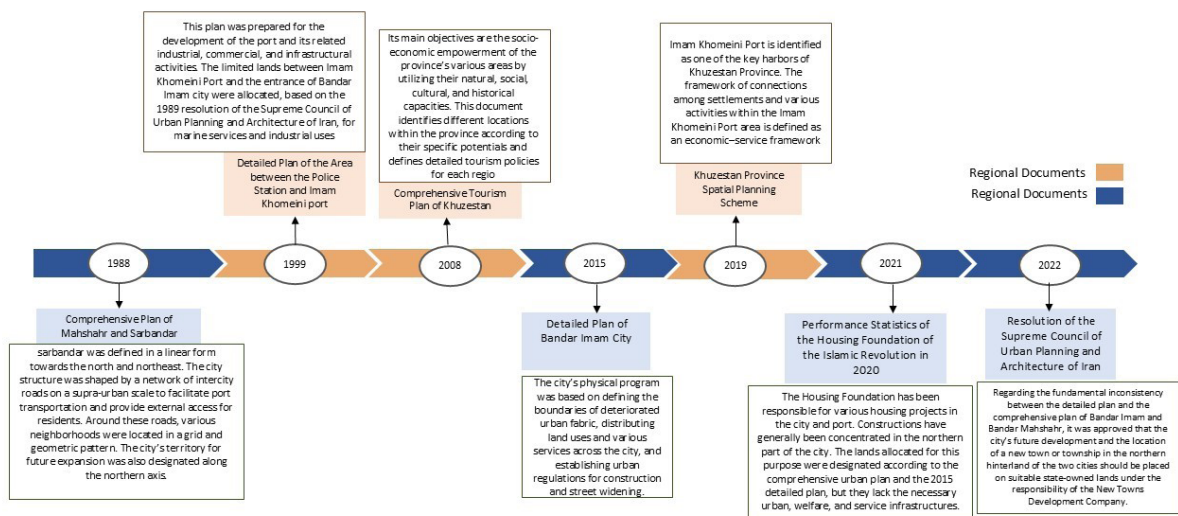 This plan was prepared for the
development of the port and its related
industrial, commercial, and infrastructural
activities. The limited lands between Imam
Khomeini Port and the entrance of Bandar
Imam city were allocated, based on the
1989 resolution of the Supreme Council of
Urban Planning and Architecture of Iran, for
marine services and industrial uses
Detailed Plan of the Area
between the Police
Station and Imam
Khomeini port
Its main objectives are the socio-
economic empowerment of the
province's various areas by
utilizing their natural, social,
cultural, and historical
capacities. This document
identifies different locations
within the province according to
their specific potentials and
defines detailed tourism policies
for each regio
Comprehensive Tourism
Plan of Khuzestan
Imam Khomeini Port is identified
as one of the key harbors of
Khuzestan Province. The
framework of connections
among settlements and various
activities within the Imam
Khomeini Port area is defined as
an economic–service framework
Khuzestan Province
Spatial Planning
Scheme
Regional Documents
Regional Documents
1988
1999
2008
2015
2019
2021
2022
Comprehensive Plan of
Mahshahr and Sarbandar
sarbandar was defined in a linear form
towards the north and northeast. The city
structure was shaped by a network of intercity
roads on a supra-urban scale to facilitate port
transportation and provide external access for
residents. Around these roads, various
neighborhoods were located in a grid and
geometric pattern. The city's territory for
future expansion was also designated along
the northern axis.
Detailed Plan of
Bandar Imam City
The city's physical program
was based on defining the
boundaries of deteriorated
urban fabric, distributing
land uses and various
services across the city, and
establishing urban
regulations for construction
and street widening.
Performance Statistics of
the Housing Foundation of
the Islamic Revolution in
2020
The Housing Foundation has been
responsible for various housing projects in
the city and port. Constructions have
generally been concentrated in the northern
part of the city. The lands allocated for this
purpose were designated according to the
comprehensive urban plan and the 2015
detailed plan, but they lack the necessary
urban, welfare, and service infrastructures.
Resolution of the
Supreme Council of
Urban Planning and
Architecture of Iran
Regarding the fundamental inconsistency
between the detailed plan and the
comprehensive plan of Bandar Imam and
Bandar Mahshahr, it was approved that the
city's future development and the location
of a new town or township in the northern
hinterland of the two cities should be placed
on suitable state-owned lands under the
responsibility of the New Towns
Development Company.